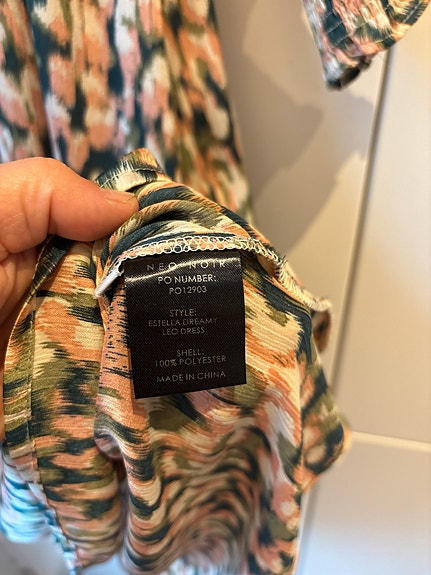 NEO NOIR
PO NUMBER:
PO12903
STYLE:
ESTELLA DREAMY
LEO DRESS
SHELL:
100% POLYESTER
MADE IN CHINA